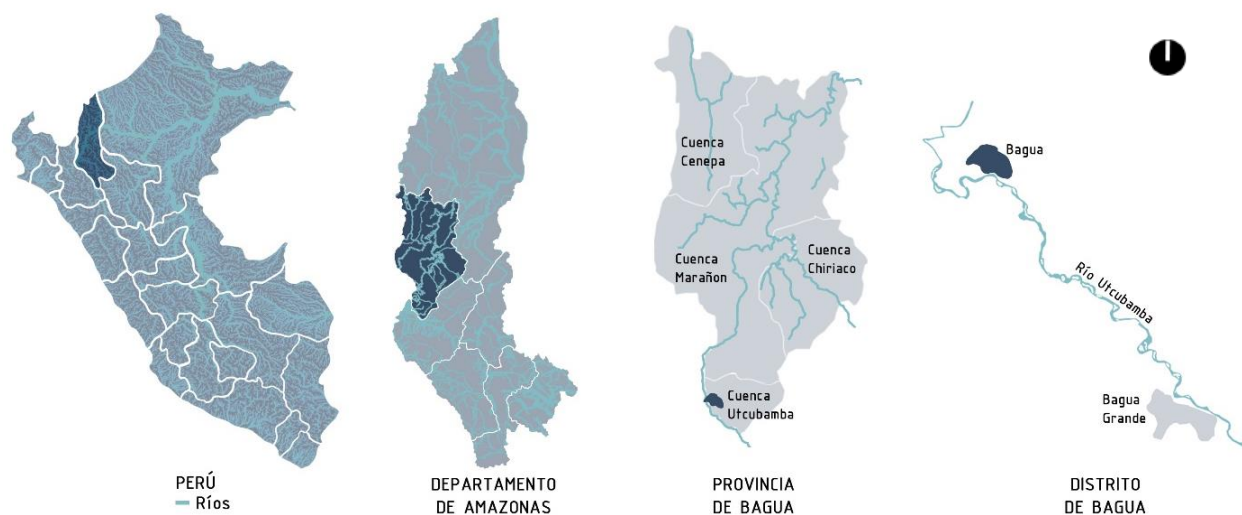 Cuenca
Cenepa
Cuenca
Marañon
Cuenca
Chiriaco
Cuenca
Utcubamba
Bagua
Río Utcubamba
Bagua
Grande
PERÚ
Ríos
DEPARTAMENTO
DE AMAZONAS
PROVINCIA
DE BAGUA
DISTRITO
DE BAGUA